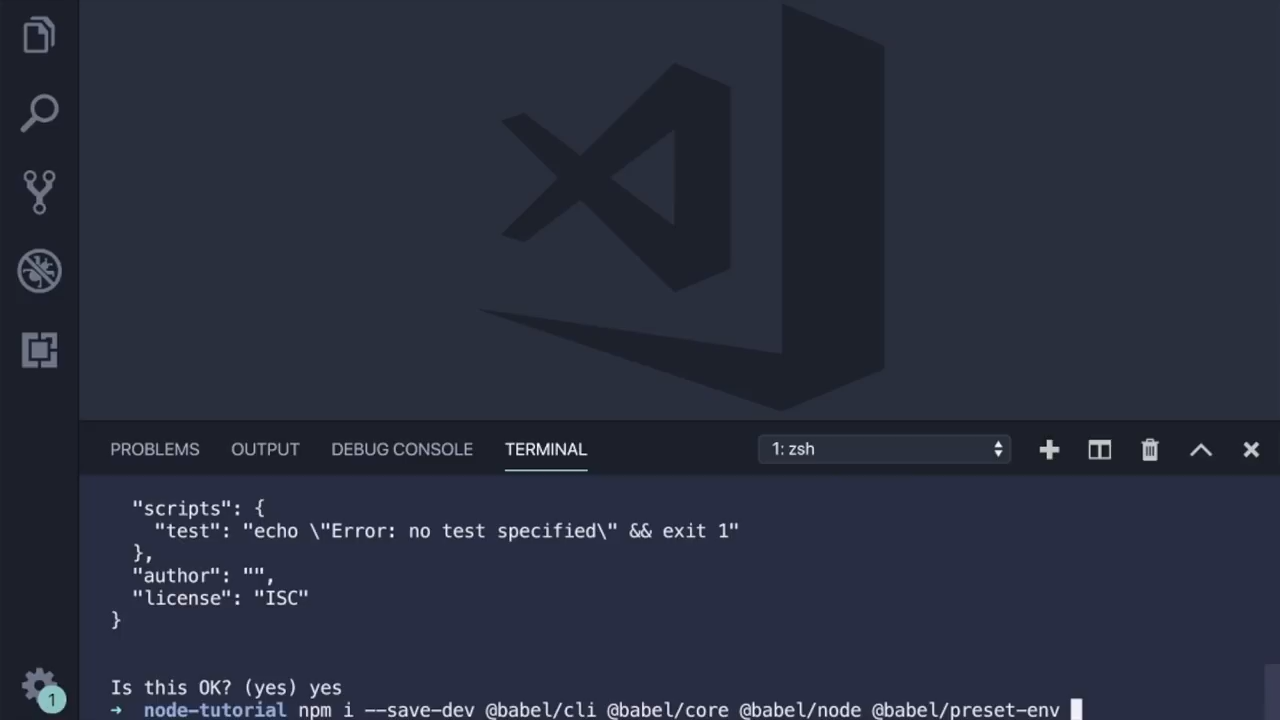 PROBLEMS OUTPUT DEBUG CONSOLE TERMINAL 1: zsh
"scripts": {
"test": "echo \"Error: no test specified\" && exit 1"
},
"author": "",
"license": "ISC"
}
Is this OK? (yes) yes
➜ node-tutorial npm i --save-dev @babel/cli @babel/core @babel/node @babel/preset-env
1